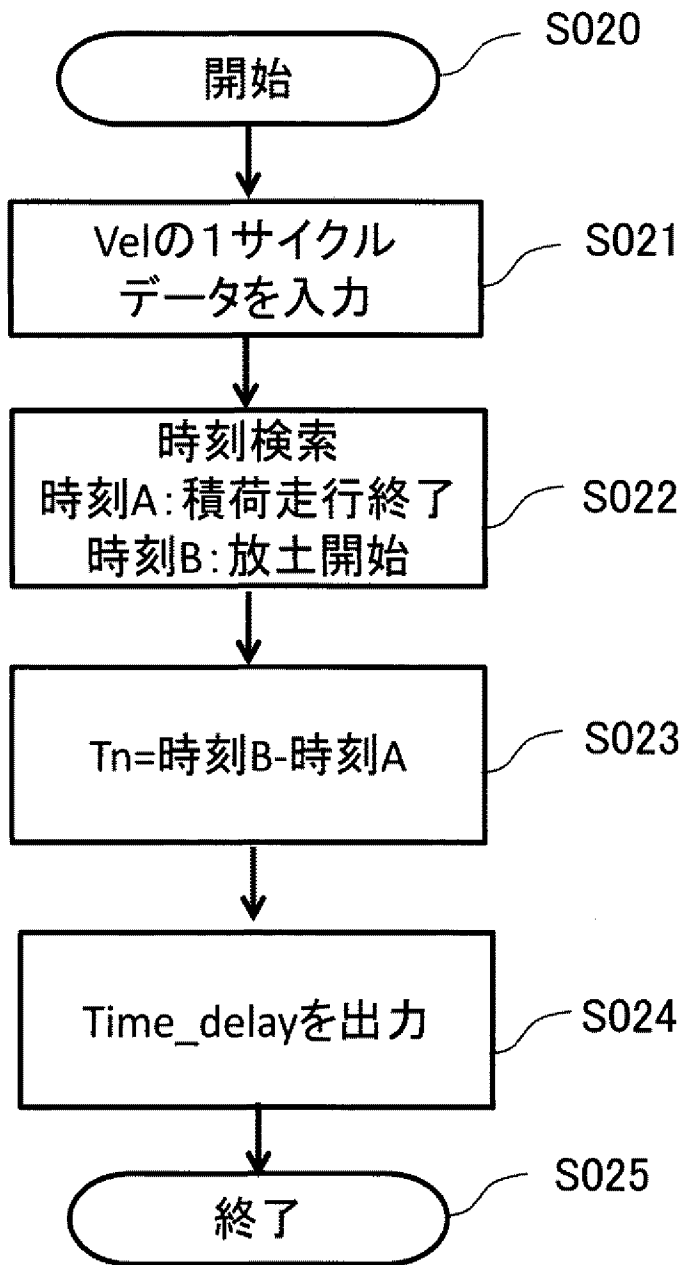 開始
S020
Velの1サイクル
データを入力
S021
時刻検索
時刻A:積荷走行終了
時刻B:放土開始
S022
Tn=時刻B-時刻A
S023
Time_delayを出力
S024
終了
S025